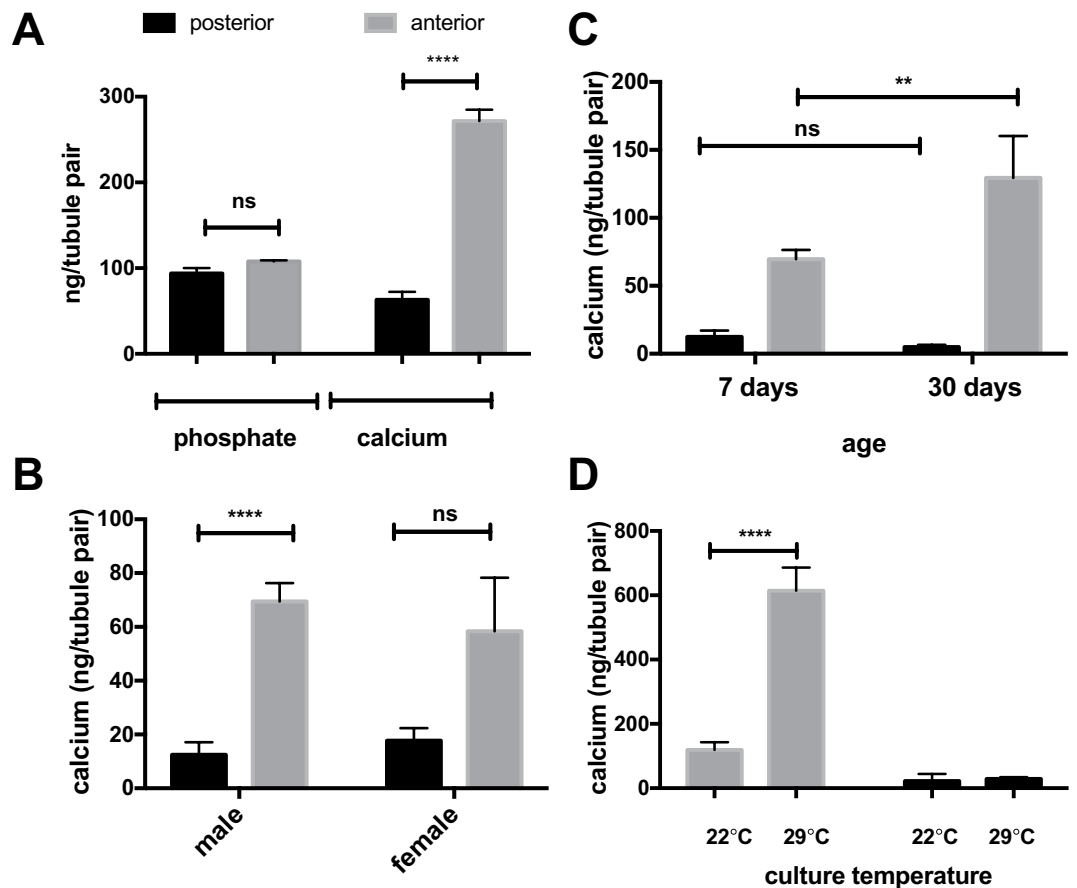 A
posterior
anterior
****
300
200
100
0
ns
ng/tubule pair
phosphate
calcium
C
200
150
100
50
0
**
ns
calcium (ng/tubule pair)
7 days
30 days
age
B
100
80
60
40
20
0
****
ns
calcium (ng/tubule pair)
male
female
D
800
600
400
200
0
****
calcium (ng/tubule pair)
22°C
29°C
22°C
29°C
culture temperature